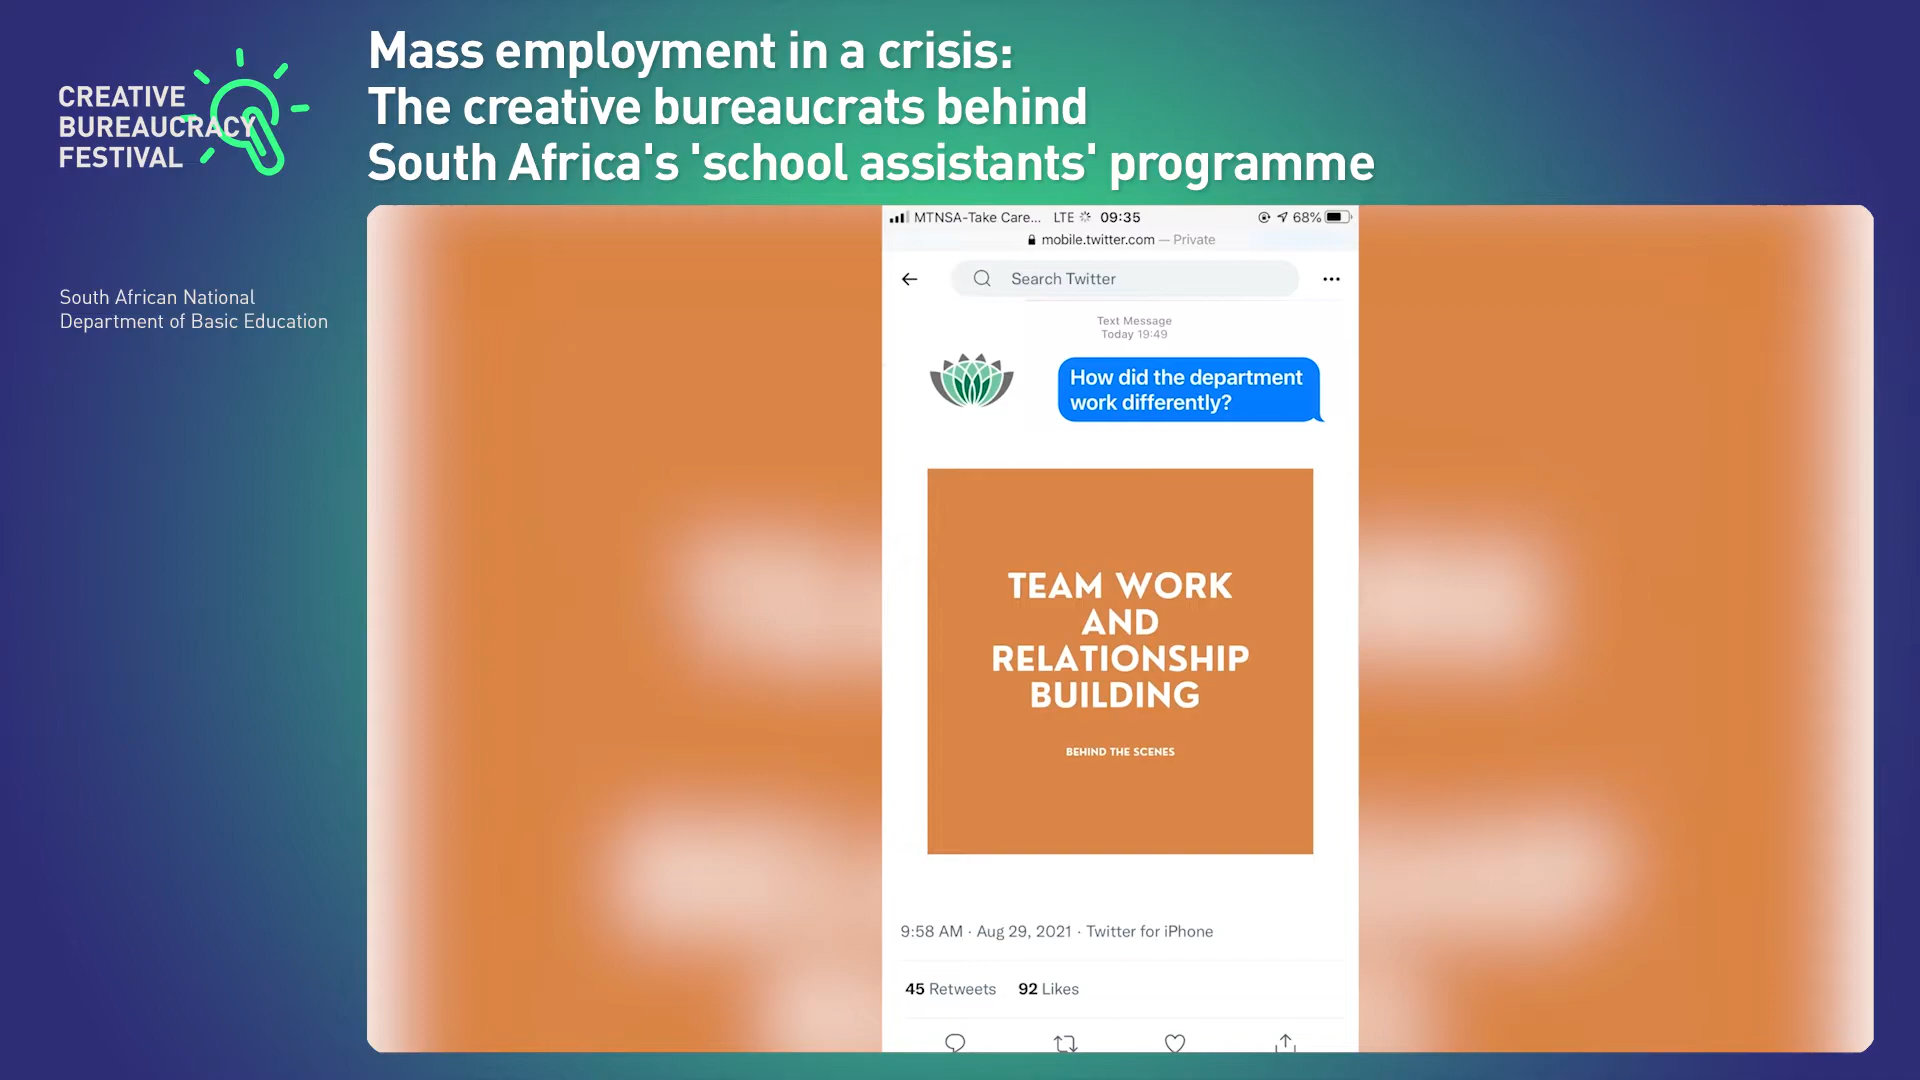 CREATIVE
BUREAUCRACY
FESTIVAL
Mass employment in a crisis:
The creative bureaucrats behind
South Africa's 'school assistants' programme
South African National
Department of Basic Education
MTNSA-Take Care... LTE 09:35 68%
mobile.twitter.com — Private
Search Twitter
Text Message
Today 19:49
How did the department
work differently?
TEAM WORK
AND
RELATIONSHIP
BUILDING
BEHIND THE SCENES
9:58 AM · Aug 29, 2021 · Twitter for iPhone
45 Retweets 92 Likes